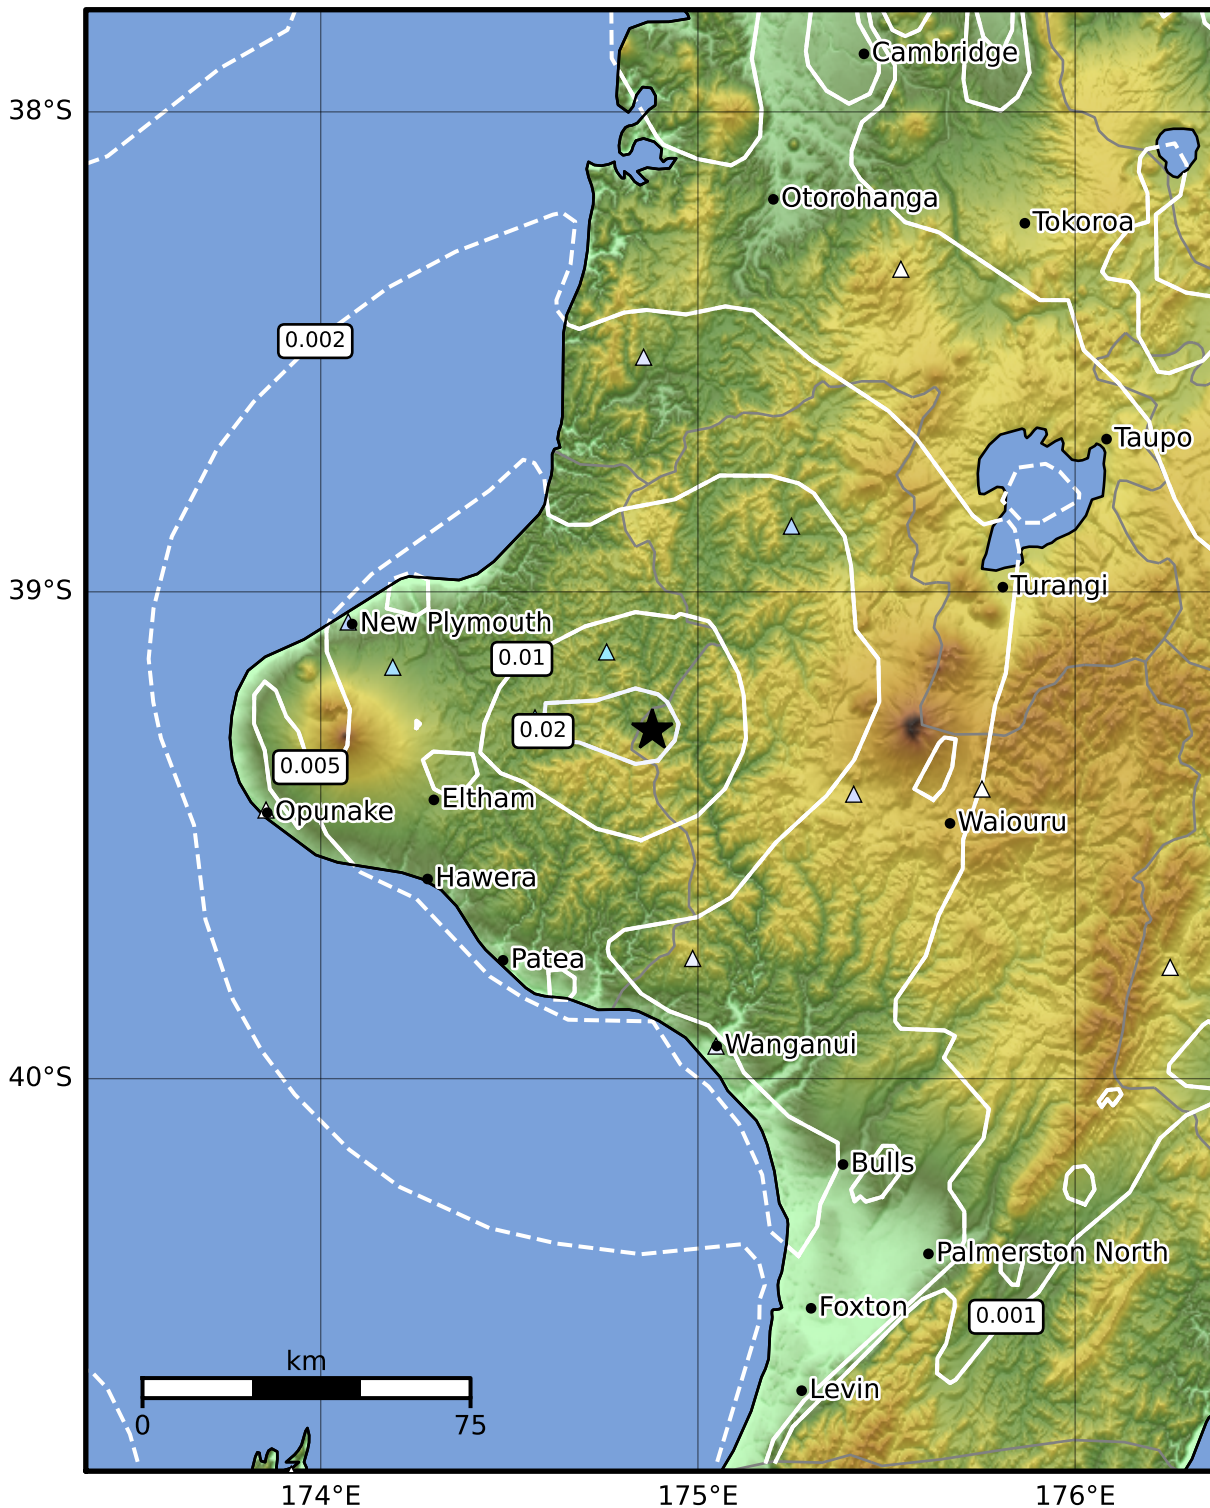 Cambridge
38°S
Otorohanga
Tokoroa
0.002
Taupo
Turangi
39°S
New Plymouth
0.01
0.02
0.005
Eltham
Opunake
Waiouru
Hawera
Patea
Wanganui
40°S
Bulls
Palmerston North
Foxton
0.001
km
Levin
0
75
174°E
175°E
176°E